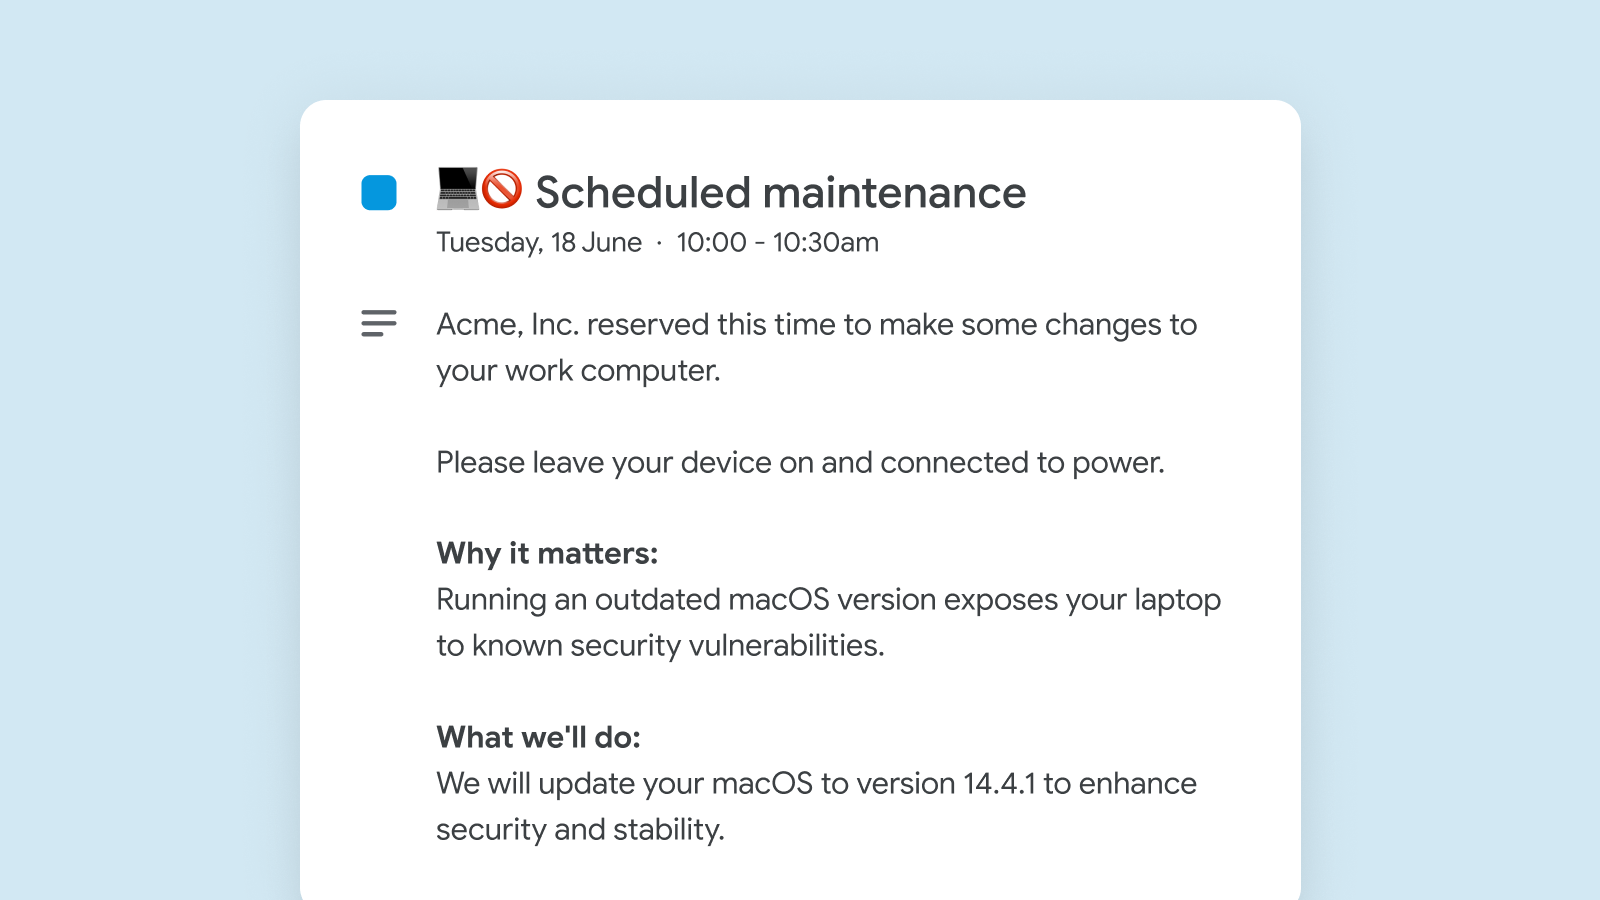 💻🚫 Scheduled maintenance
Tuesday, 18 June · 10:00 - 10:30am
Acme, Inc. reserved this time to make some changes to
your work computer.
Please leave your device on and connected to power.
Why it matters:
Running an outdated macOS version exposes your laptop
to known security vulnerabilities.
What we'll do:
We will update your macOS to version 14.4.1 to enhance
security and stability.